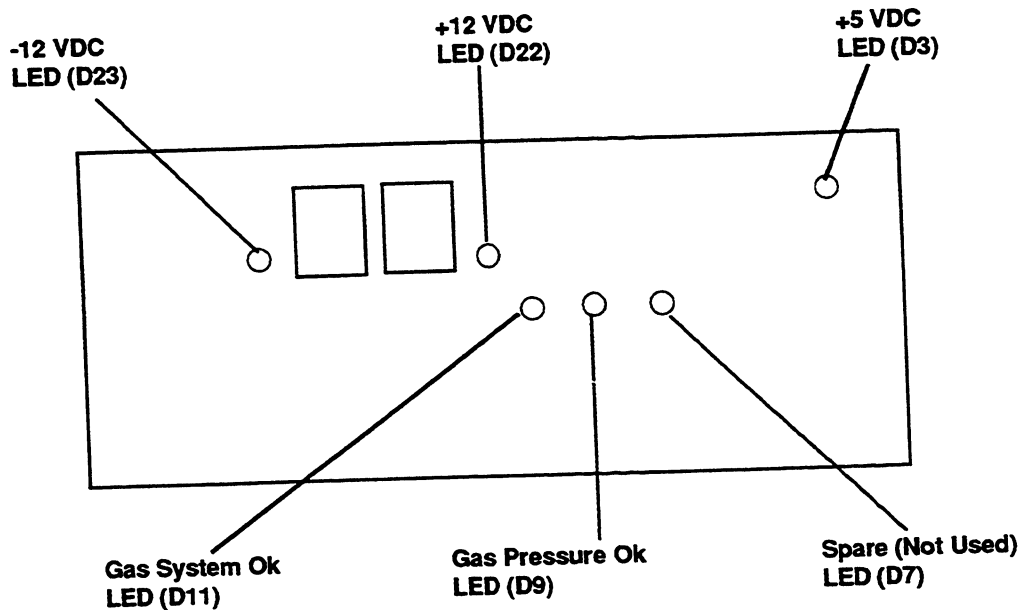 -12 VDC
LED (D23)
+12 VDC
LED (D22)
+5 VDC
LED (D3)
Gas System Ok
LED (D11)
Gas Pressure Ok
LED (D9)
Spare (Not Used)
LED (D7)